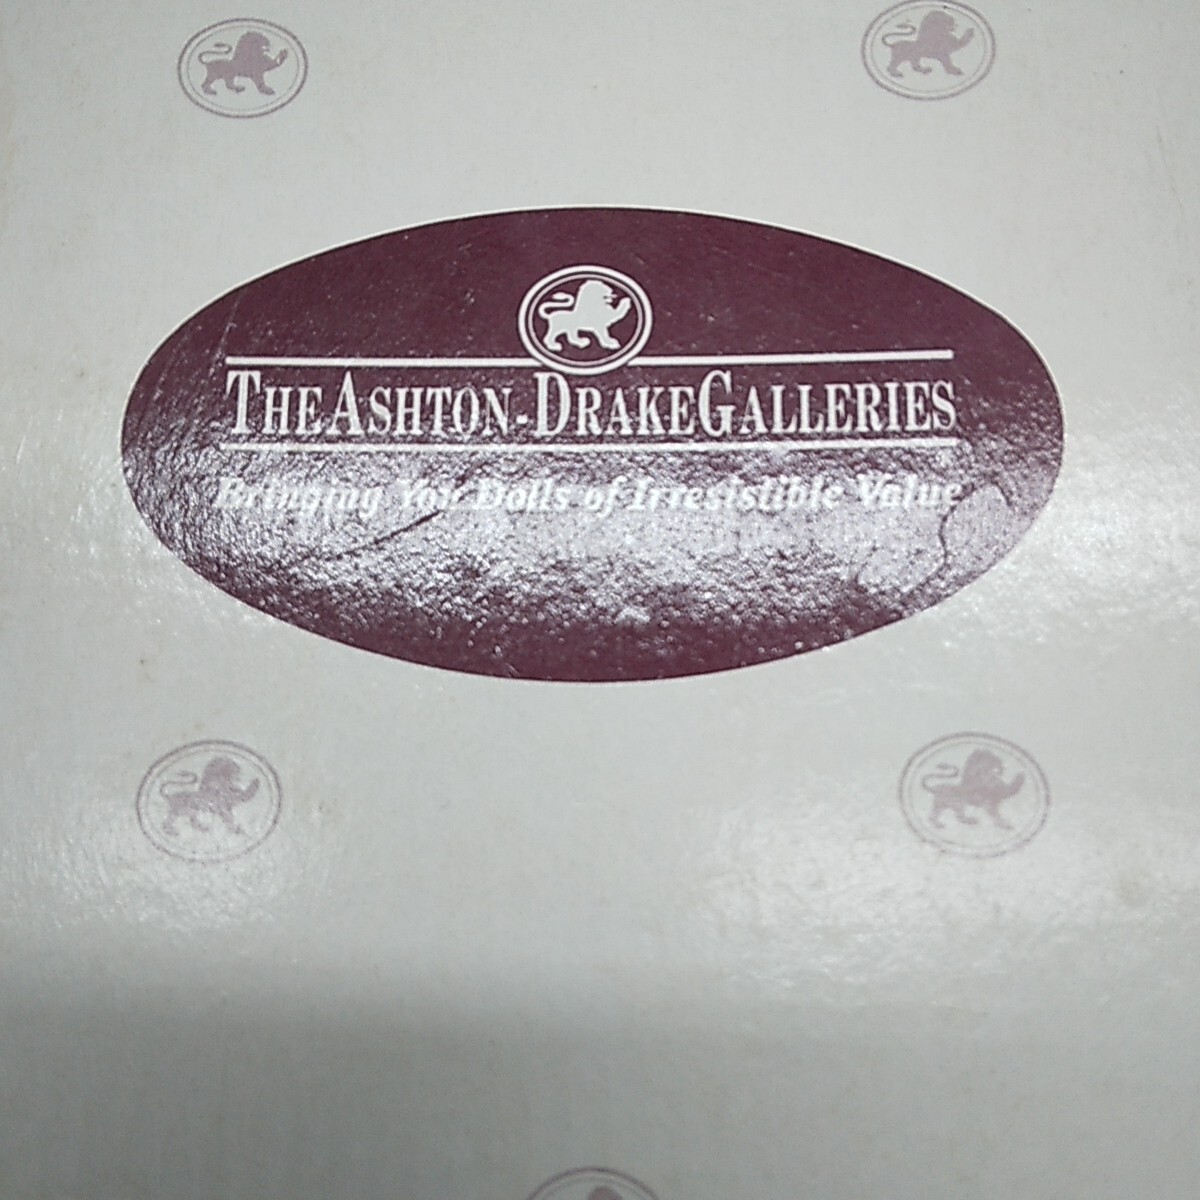 THE ASHTON-DRAKE GALLERIES
Bringing You Dolls of Irresistible Value